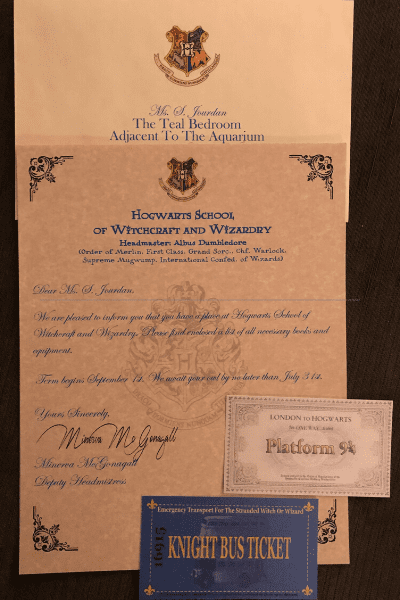 Ms. S. Jourdan
The Teal Bedroom
Adjacent To The Aquarium
Hogwarts School
of Witchcraft and Wizardry
Headmaster: Albus Dumbledore
(Order of Merlin, First Class, Grand Sorc., Chf. Warlock,
Supreme Mugwump, International Confed. of Wizards)
Dear Ms. S. Jourdan,
We are pleased to inform you that you have a place at Hogwarts School of
Witchcraft and Wizardry. Please find enclosed a list of all necessary books and
equipment.
Term begins September 1st. We await your owl by no later than July 31st.
Yours Sincerely,
Minerva McGonagall
Minerva McGonagall
Deputy Headmistress
LONDON to HOGWARTS
Platform 9¾
Emergency Transport For The Stranded Witch Or Wizard
16915
KNIGHT BUS TICKET